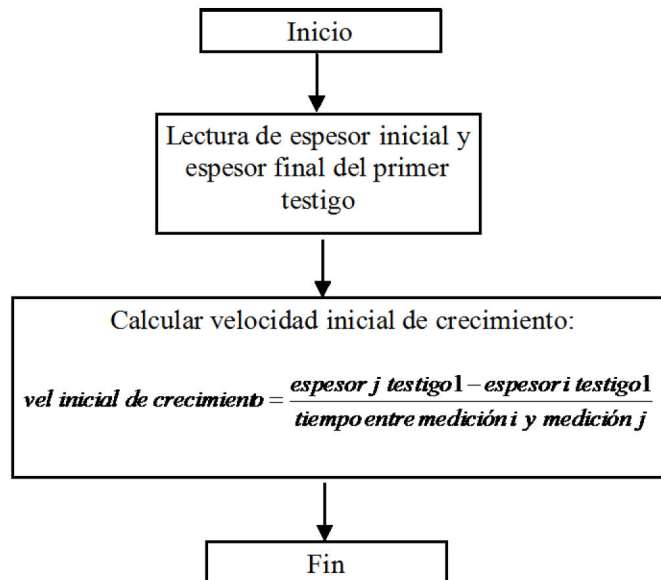 Inicio
Lectura de espesor inicial y
espesor final del primer
testigo
Calcular velocidad inicial de crecimiento:
vel inicial de crecimiento = espesor j testigo1 − espesor i testigo1
tiempo entre medición i y medición j
Fin